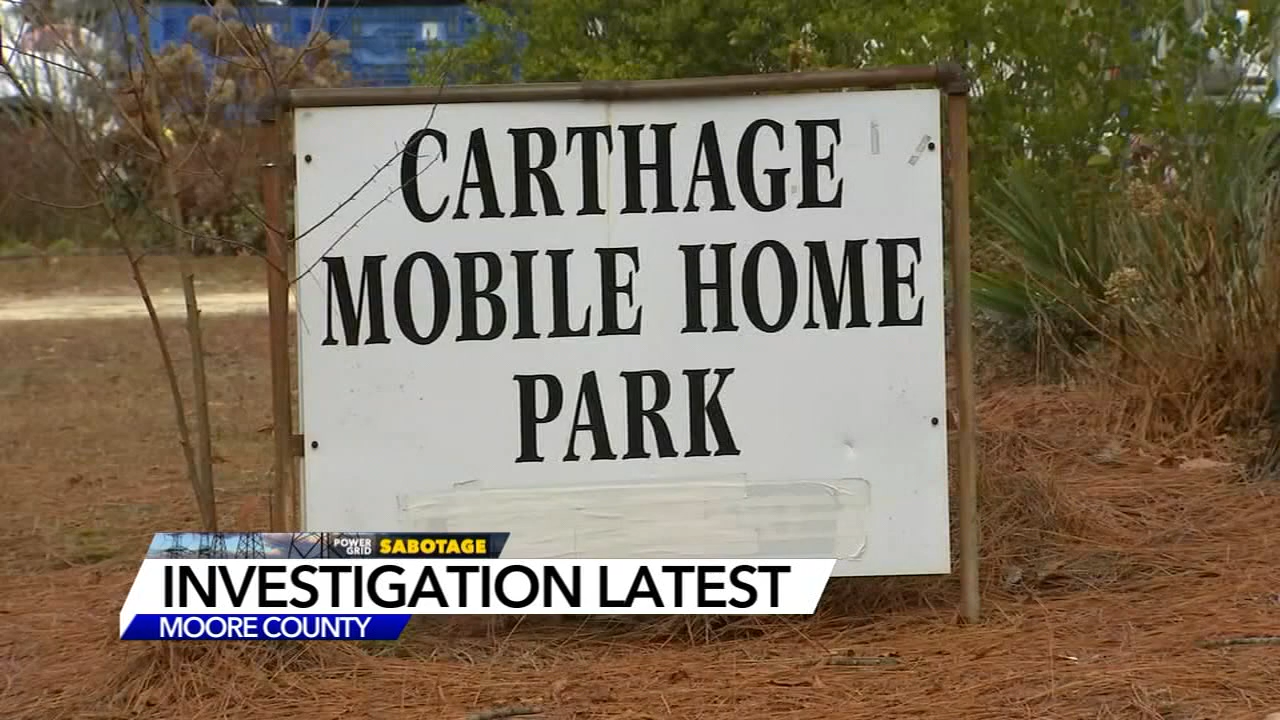 CARTHAGE
MOBILE HOME
PARK
POWER
GRID
SABOTAGE
INVESTIGATION LATEST
MOORE COUNTY